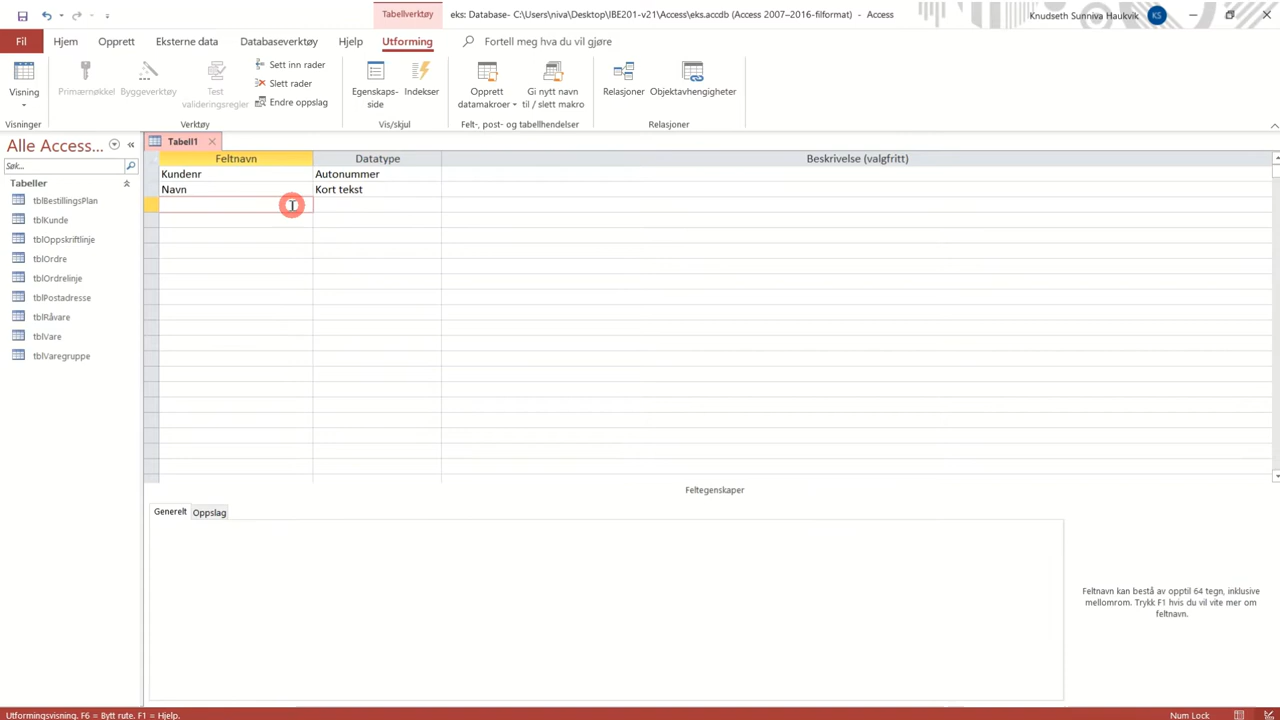 Tabellverktøy
eks: Database- C:\Users\niva\Desktop\IBE201-v21\Access\eks.accdb (Access 2007–2016-filformat) - Access
Knudseth Sunniva Haukvik
KS
Fil
Hjem
Opprett
Eksterne data
Databaseverktøy
Hjelp
Utforming
Fortell meg hva du vil gjøre
Visning
Primærnøkkel
Byggeverktøy
Test
valideringsregler
Sett inn rader
Slett rader
Endre oppslag
Egenskaps-
side
Indekser
Opprett
datamakroer
Gi nytt navn
til / slett makro
Relasjoner
Objektavhengigheter
Visninger
Verktøy
Vis/skjul
Felt-, post- og tabellhendelser
Relasjoner
Alle Access...
Søk...
Tabeller
tblBestillingsPlan
tblKunde
tblOppskriftlinje
tblOrdre
tblOrdrelinje
tblPostadresse
tblRåvare
tblVare
tblVaregruppe
Tabell1
Feltnavn
Datatype
Beskrivelse (valgfritt)
Kundenr
Autonummer
Navn
Kort tekst
Feltegenskaper
Generelt
Oppslag
Feltnavn kan bestå av opptil 64 tegn, inklusive
mellomrom. Trykk F1 hvis du vil vite mer om
feltnavn.
Utformingsvisning. F6 = Bytt rute. F1 = Hjelp.
Num Lock